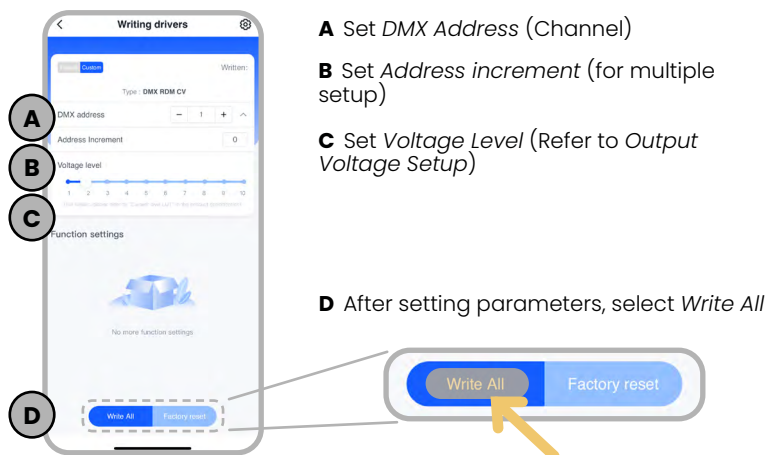 Writing drivers
Custom
Written:
Type : DMX RDM CV
A
DMX address
− 1 +
Address Increment
0
B
Voltage level
1 2 3 4 5 6 7 8 9 10
C
Function settings
No more function settings
D
Write All
Factory reset
A Set DMX Address (Channel)
B Set Address increment (for multiple
setup)
C Set Voltage Level (Refer to Output
Voltage Setup)
D After setting parameters, select Write All
Write All
Factory reset